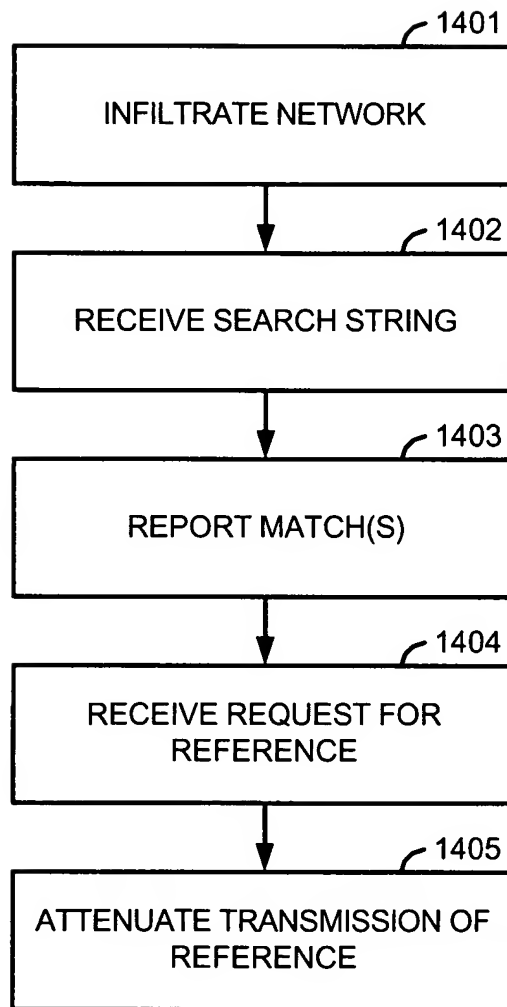 1401
INFILTRATE NETWORK
1402
RECEIVE SEARCH STRING
1403
REPORT MATCH(S)
1404
RECEIVE REQUEST FOR
REFERENCE
1405
ATTENUATE TRANSMISSION OF
REFERENCE